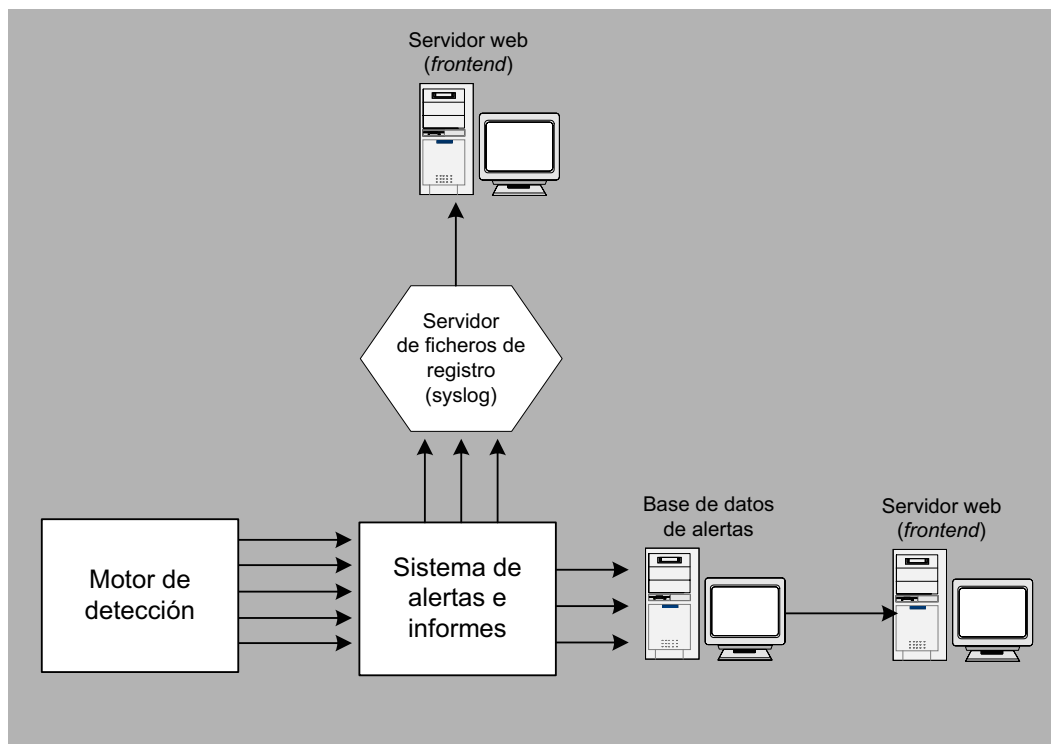 Servidor web
(frontend)
Servidor
de ficheros de
registro
(syslog)
Motor de
detección
Sistema de
alertas e
informes
Base de datos
de alertas
Servidor web
(frontend)